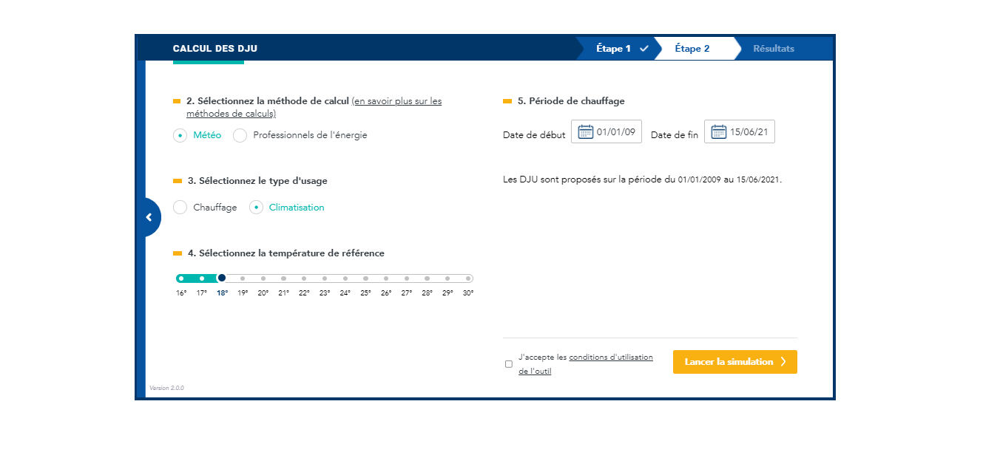 CALCUL DES DJU
Étape 1
Étape 2
Résultats
2. Sélectionnez la méthode de calcul (en savoir plus sur les
méthodes de calculs)
Météo Professionnels de l'énergie
3. Sélectionnez le type d'usage
Chauffage Climatisation
4. Sélectionnez la température de référence
16° 17° 18° 19° 20° 21° 22° 23° 24° 25° 26° 27° 28° 29° 30°
5. Période de chauffage
Date de début 01/01/09 Date de fin 15/06/21
Les DJU sont proposés sur la période du 01/01/2009 au 15/06/2021.
J'accepte les conditions d'utilisation
de l'outil
Lancer la simulation
Version 2.0.0